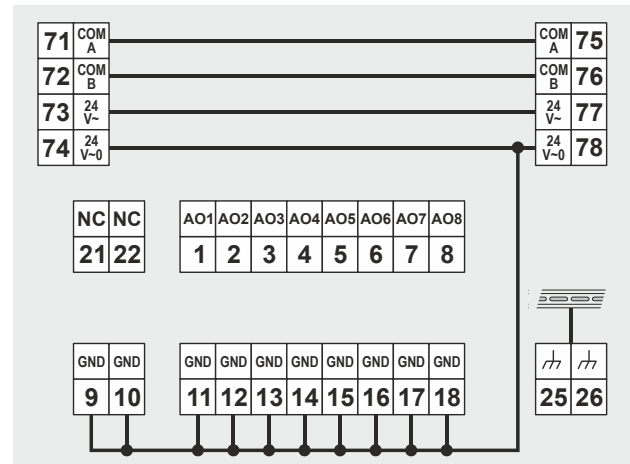 71 COM A COM A 75
72 COM B COM B 76
73 24 V~ 24 V~ 77
74 24 V~0 24 V~0 78
NC NC AO1 AO2 AO3 AO4 AO5 AO6 AO7 AO8
21 22 1 2 3 4 5 6 7 8
GND GND GND GND GND GND GND GND GND GND
9 10 11 12 13 14 15 16 17 18 25 26